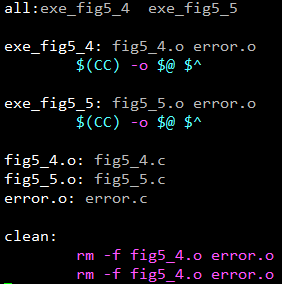 all:exe_fig5_4  exe_fig5_5
exe_fig5_4: fig5_4.o error.o
        $(CC) -o $@ $^
exe_fig5_5: fig5_5.o error.o
        $(CC) -o $@ $^
fig5_4.o: fig5_4.c
fig5_5.o: fig5_5.c
error.o: error.c
clean:
        rm -f fig5_4.o error.o
        rm -f fig5_4.o error.o